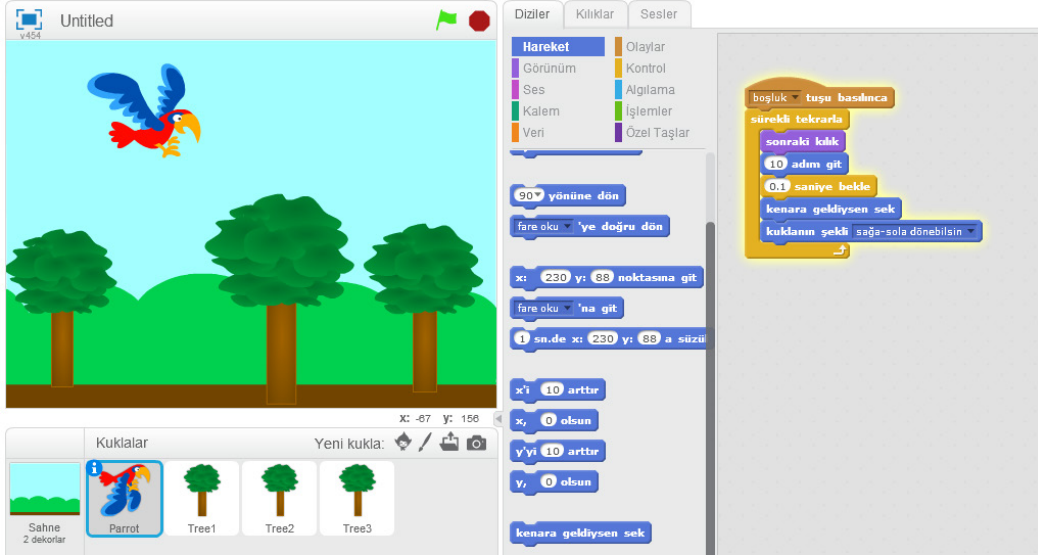 Untitled
v454
x: -67 y: 156
Kuklalar
Yeni kukla:
Sahne
2 dekorlar
Parrot
Tree1
Tree2
Tree3
Diziler
Kılıklar
Sesler
Hareket
Olaylar
Görünüm
Kontrol
Ses
Algılama
Kalem
İşlemler
Veri
Özel Taşlar
90 yönüne dön
fare oku 'ye doğru dön
x: 230 y: 88 noktasına git
fare oku 'na git
1 sn.de x: 230 y: 88 a süzül
x'i 10 arttır
x, 0 olsun
y'yi 10 arttır
y, 0 olsun
kenara geldiysen sek
boşluk tuşu basılınca
sürekli tekrarla
sonraki kılık
10 adım git
0.1 saniye bekle
kenara geldiysen sek
kuklanın şekli sağa-sola dönebilsin